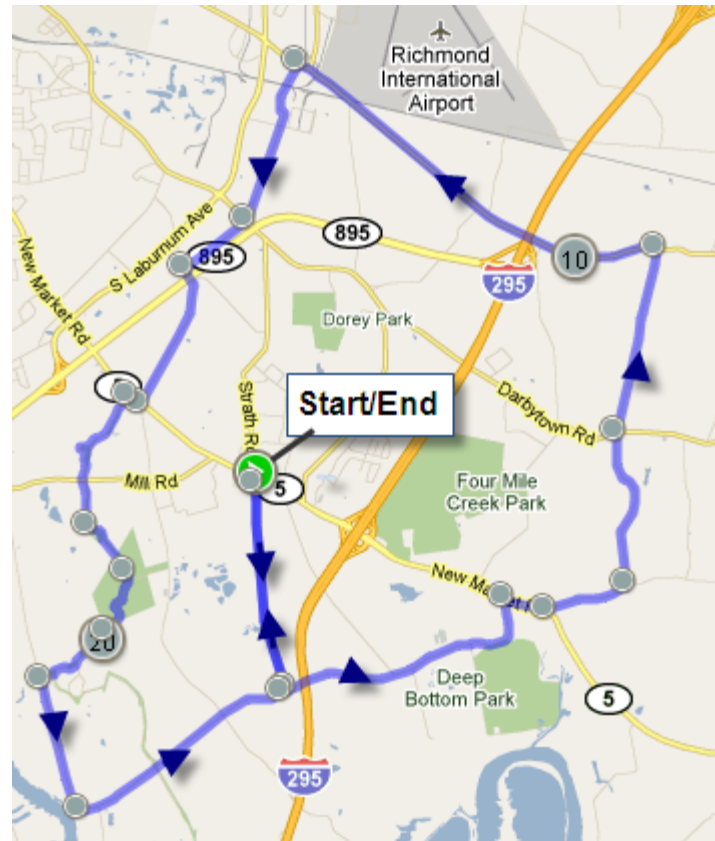 Richmond
International
Airport
S Laburnum Ave
895
895
10
New Market Rd
295
Dorey Park
Start/End
Strath Rd
Darbytown Rd
Mill Rd
5
Four Mile
Creek Park
New Market
20
Deep
Bottom Park
5
295